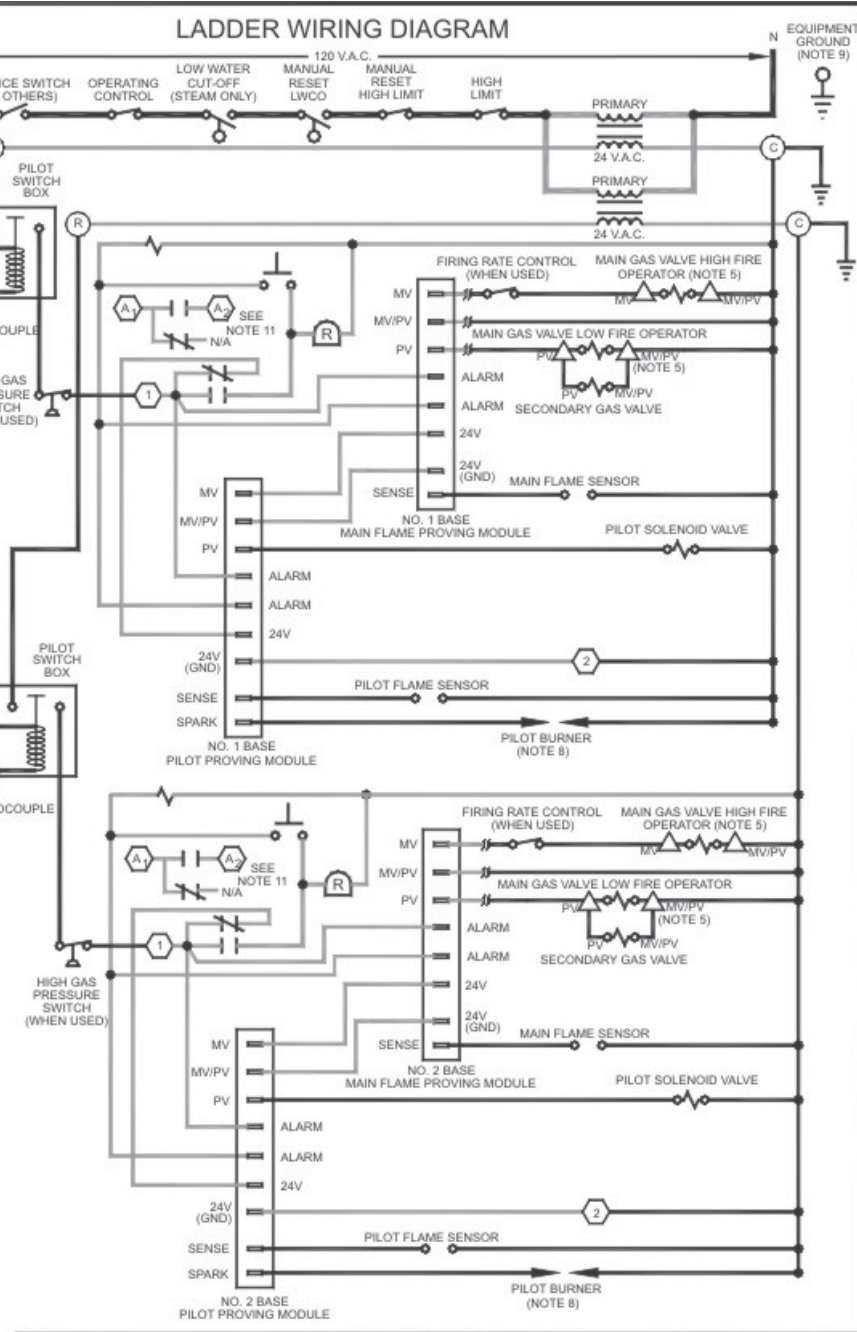 LADDER WIRING DIAGRAM
N
EQUIPMENT
GROUND
(NOTE 9)
120 V.A.C.
ICE SWITCH
OTHERS)
OPERATING
CONTROL
LOW WATER
CUT-OFF
(STEAM ONLY)
MANUAL
RESET
LWCO
MANUAL
RESET
HIGH LIMIT
HIGH
LIMIT
PRIMARY
24 V.A.C.
C
PRIMARY
24 V.A.C.
C
PILOT
SWITCH
BOX
R
FIRING RATE CONTROL
(WHEN USED)
MAIN GAS VALVE HIGH FIRE
OPERATOR (NOTE 5)
MV
MV
MV/PV
A1
A2
SEE
NOTE 11
N/A
R
MV/PV
MAIN GAS VALVE LOW FIRE OPERATOR
PV
PV
MV/PV
(NOTE 5)
OUPLE
ALARM
PV
MV/PV
SECONDARY GAS VALVE
GAS
SURE
TCH
USED)
1
ALARM
24V
24V
(GND)
SENSE
MAIN FLAME SENSOR
NO. 1 BASE
MAIN FLAME PROVING MODULE
MV
MV/PV
PV
PILOT SOLENOID VALVE
ALARM
ALARM
24V
24V
(GND)
2
SENSE
PILOT FLAME SENSOR
SPARK
PILOT BURNER
(NOTE 8)
NO. 1 BASE
PILOT PROVING MODULE
PILOT
SWITCH
BOX
OCOUPLE
FIRING RATE CONTROL
(WHEN USED)
MAIN GAS VALVE HIGH FIRE
OPERATOR (NOTE 5)
MV
MV
MV/PV
A1
A2
SEE
NOTE 11
N/A
R
MV/PV
MAIN GAS VALVE LOW FIRE OPERATOR
PV
PV
MV/PV
(NOTE 5)
ALARM
PV
MV/PV
SECONDARY GAS VALVE
1
HIGH GAS
PRESSURE
SWITCH
(WHEN USED)
ALARM
24V
24V
(GND)
SENSE
MAIN FLAME SENSOR
NO. 2 BASE
MAIN FLAME PROVING MODULE
MV
MV/PV
PV
PILOT SOLENOID VALVE
ALARM
ALARM
24V
24V
(GND)
2
SENSE
PILOT FLAME SENSOR
SPARK
PILOT BURNER
(NOTE 8)
NO. 2 BASE
PILOT PROVING MODULE